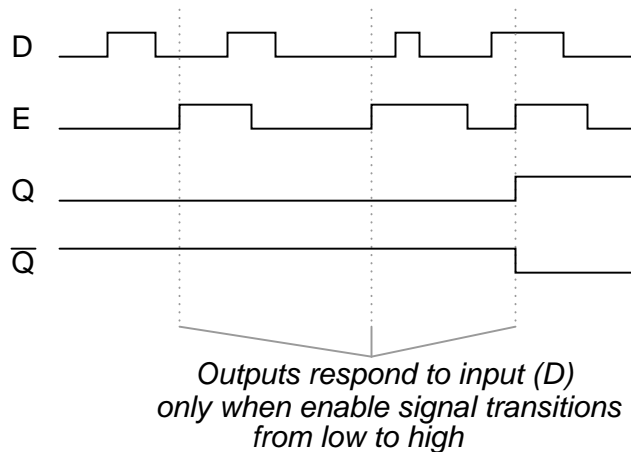 D
E
Q
Q̅
Outputs respond to input (D)
only when enable signal transitions
from low to high